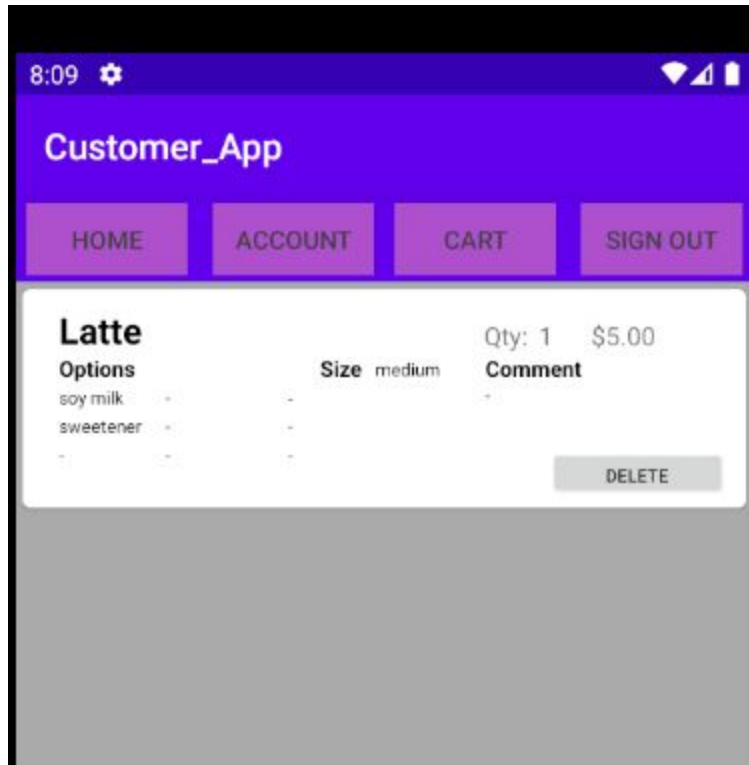 8:09
Customer_App
HOME ACCOUNT CART SIGN OUT
Latte Qty: 1 $5.00
Options Size medium Comment
soy milk - - -
sweetener - -
- - -
DELETE